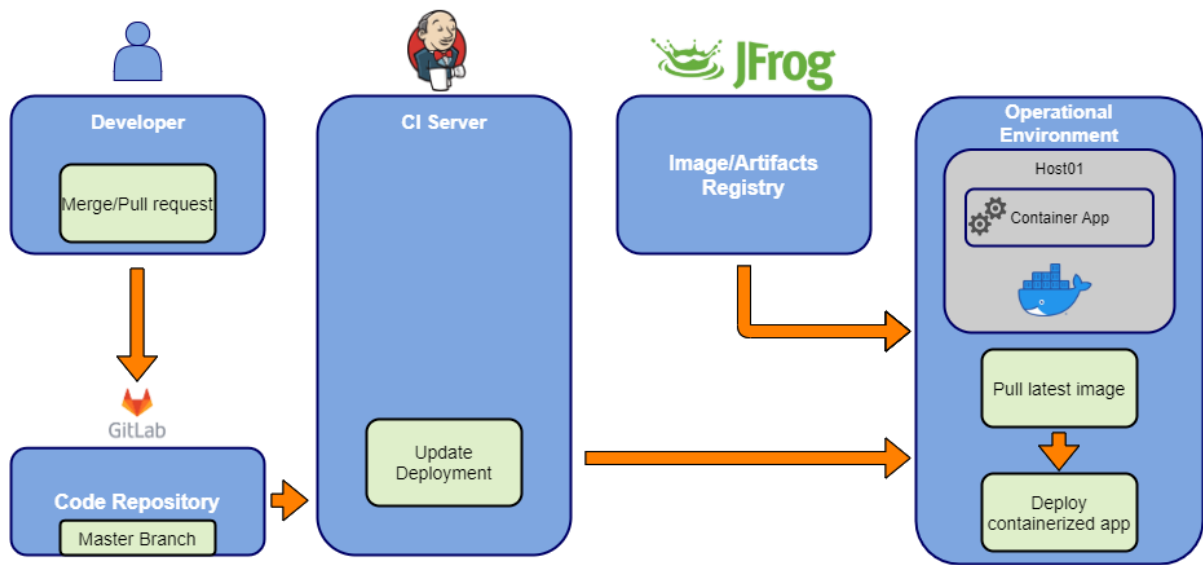 JFrog
Developer
Merge/Pull request
CI Server
Image/Artifacts
Registry
Operational
Environment
Host01
Container App
GitLab
Code Repository
Master Branch
Update
Deployment
Pull latest image
Deploy
containerized app